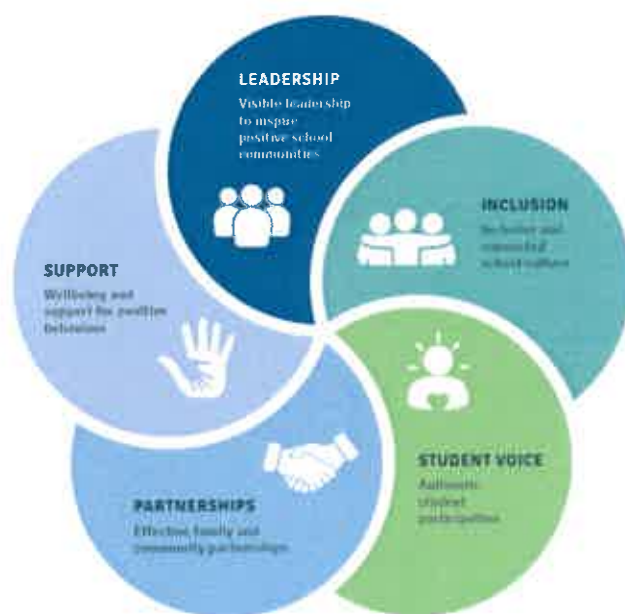 LEADERSHIP
Visible leadership
to inspire
positive school
communities
INCLUSION
Inclusive and
connected
school culture
STUDENT VOICE
Authentic
student
participation
PARTNERSHIPS
Effective family and
community partnerships
SUPPORT
Wellbeing and
support for positive
behaviour